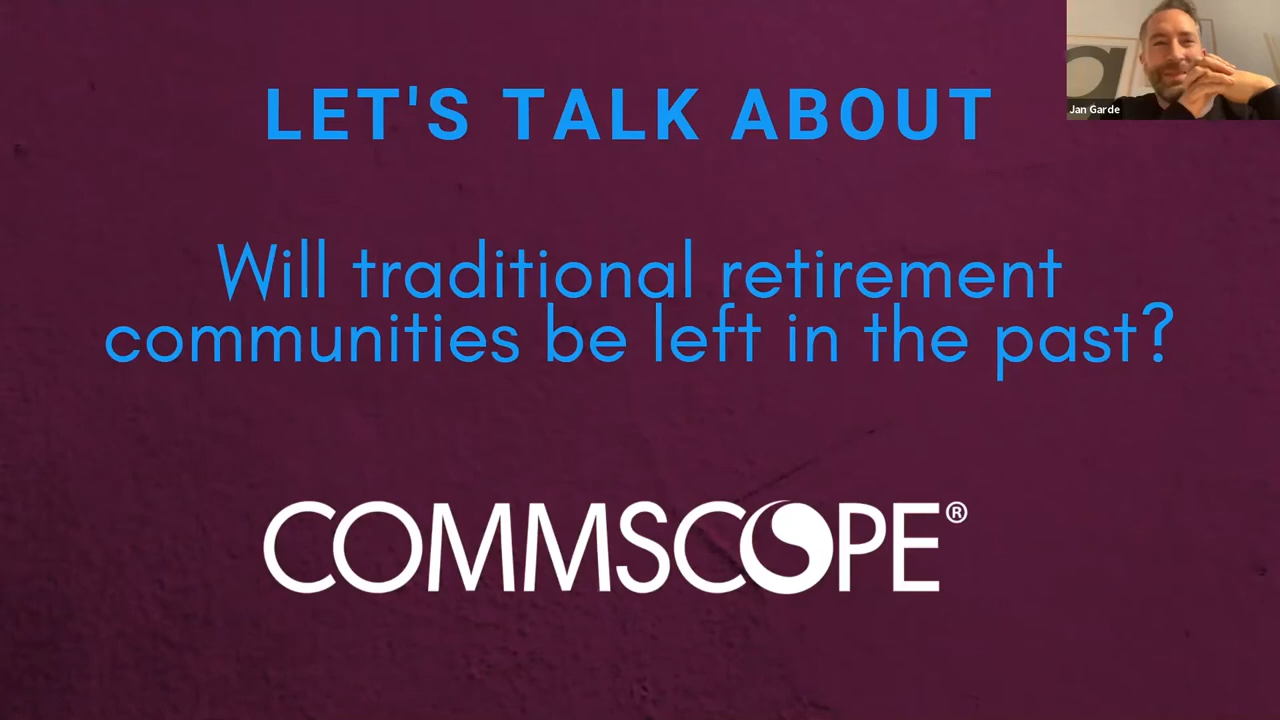 LET'S TALK ABOUT
Will traditional retirement
communities be left in the past?
COMMSCOPE®
Jan Garde